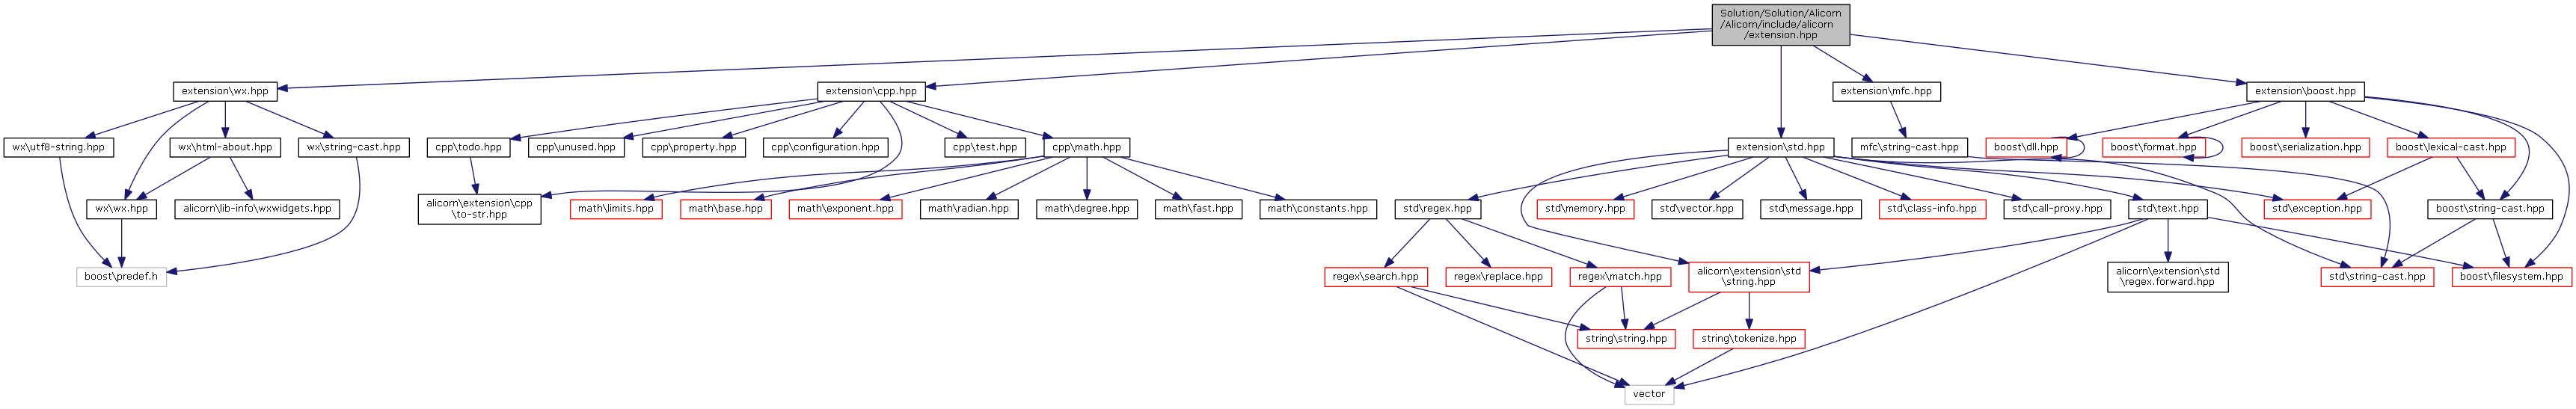 Solution/Solution/Alicorn
/Alicorn/include/alicorn
/extension.hpp
extension\wx.hpp
extension\cpp.hpp
extension\mfc.hpp
extension\boost.hpp
wx\utf8-string.hpp
wx\html-about.hpp
wx\string-cast.hpp
cpp\todo.hpp
cpp\unused.hpp
cpp\property.hpp
cpp\configuration.hpp
cpp\test.hpp
cpp\math.hpp
extension\std.hpp
mfc\string-cast.hpp
boost\dll.hpp
boost\format.hpp
boost\serialization.hpp
boost\lexical-cast.hpp
wx\wx.hpp
alicorn\lib-info\wxwidgets.hpp
alicorn\extension\cpp
\to-str.hpp
math\limits.hpp
math\base.hpp
math\exponent.hpp
math\radian.hpp
math\degree.hpp
math\fast.hpp
math\constants.hpp
std\regex.hpp
std\memory.hpp
std\vector.hpp
std\message.hpp
std\class-info.hpp
std\call-proxy.hpp
std\text.hpp
std\exception.hpp
boost\string-cast.hpp
boost\predef.h
regex\search.hpp
regex\replace.hpp
regex\match.hpp
alicorn\extension\std
\string.hpp
alicorn\extension\std
\regex.forward.hpp
std\string-cast.hpp
boost\filesystem.hpp
string\string.hpp
string\tokenize.hpp
vector